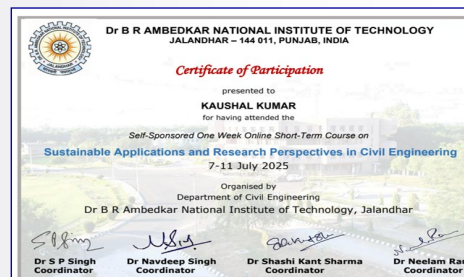 Dr B R AMBEDKAR NATIONAL INSTITUTE OF TECHNOLOGY
JALANDHAR – 144 011, PUNJAB, INDIA
Certificate of Participation
presented to
KAUSHAL KUMAR
for having attended the
Self-Sponsored One Week Online Short-Term Course on
Sustainable Applications and Research Perspectives in Civil Engineering
7-11 July 2025
Organised by
Department of Civil Engineering
Dr B R Ambedkar National Institute of Technology, Jalandhar
Dr S P Singh Dr Navdeep Singh Dr Shashi Kant Sharma Dr Neelam Ran
Coordinator Coordinator Coordinator Coordinator